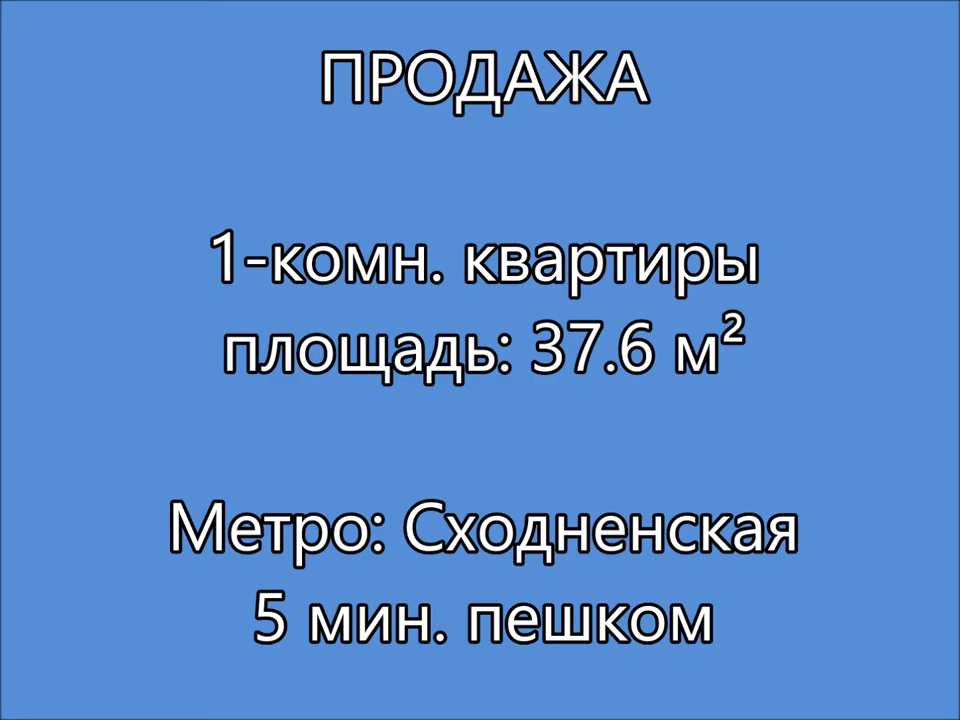 ПРОДАЖА
1-комн. квартиры
площадь: 37.6 м²
Метро: Сходненская
5 мин. пешком